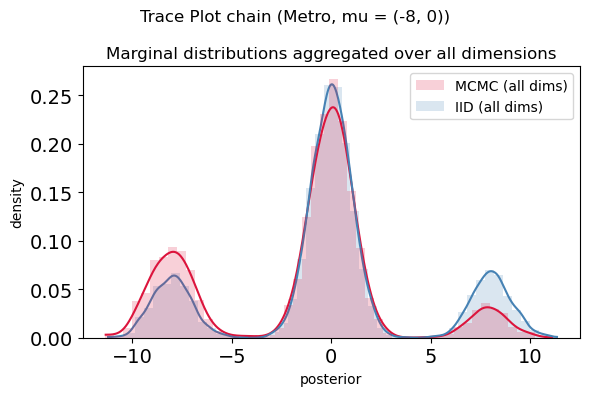 Trace Plot chain (Metro, mu = (-8, 0))
Marginal distributions aggregated over all dimensions
MCMC (all dims)
IID (all dims)
density
0.25
0.20
0.15
0.10
0.05
0.00
−10
−5
0
5
10
posterior